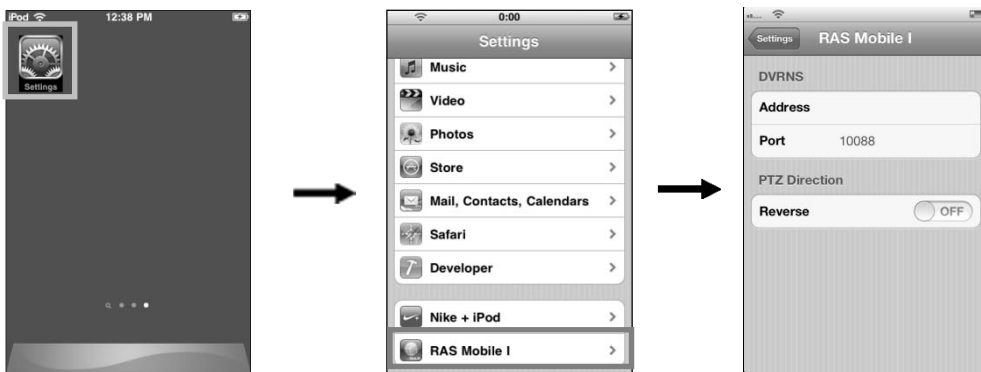 iPod 12:38 PM
Settings
0:00
Settings
Music
Video
Photos
Store
Mail, Contacts, Calendars
Safari
Developer
Nike + iPod
RAS Mobile I
Settings RAS Mobile I
DVRNS
Address
Port 10088
PTZ Direction
Reverse OFF